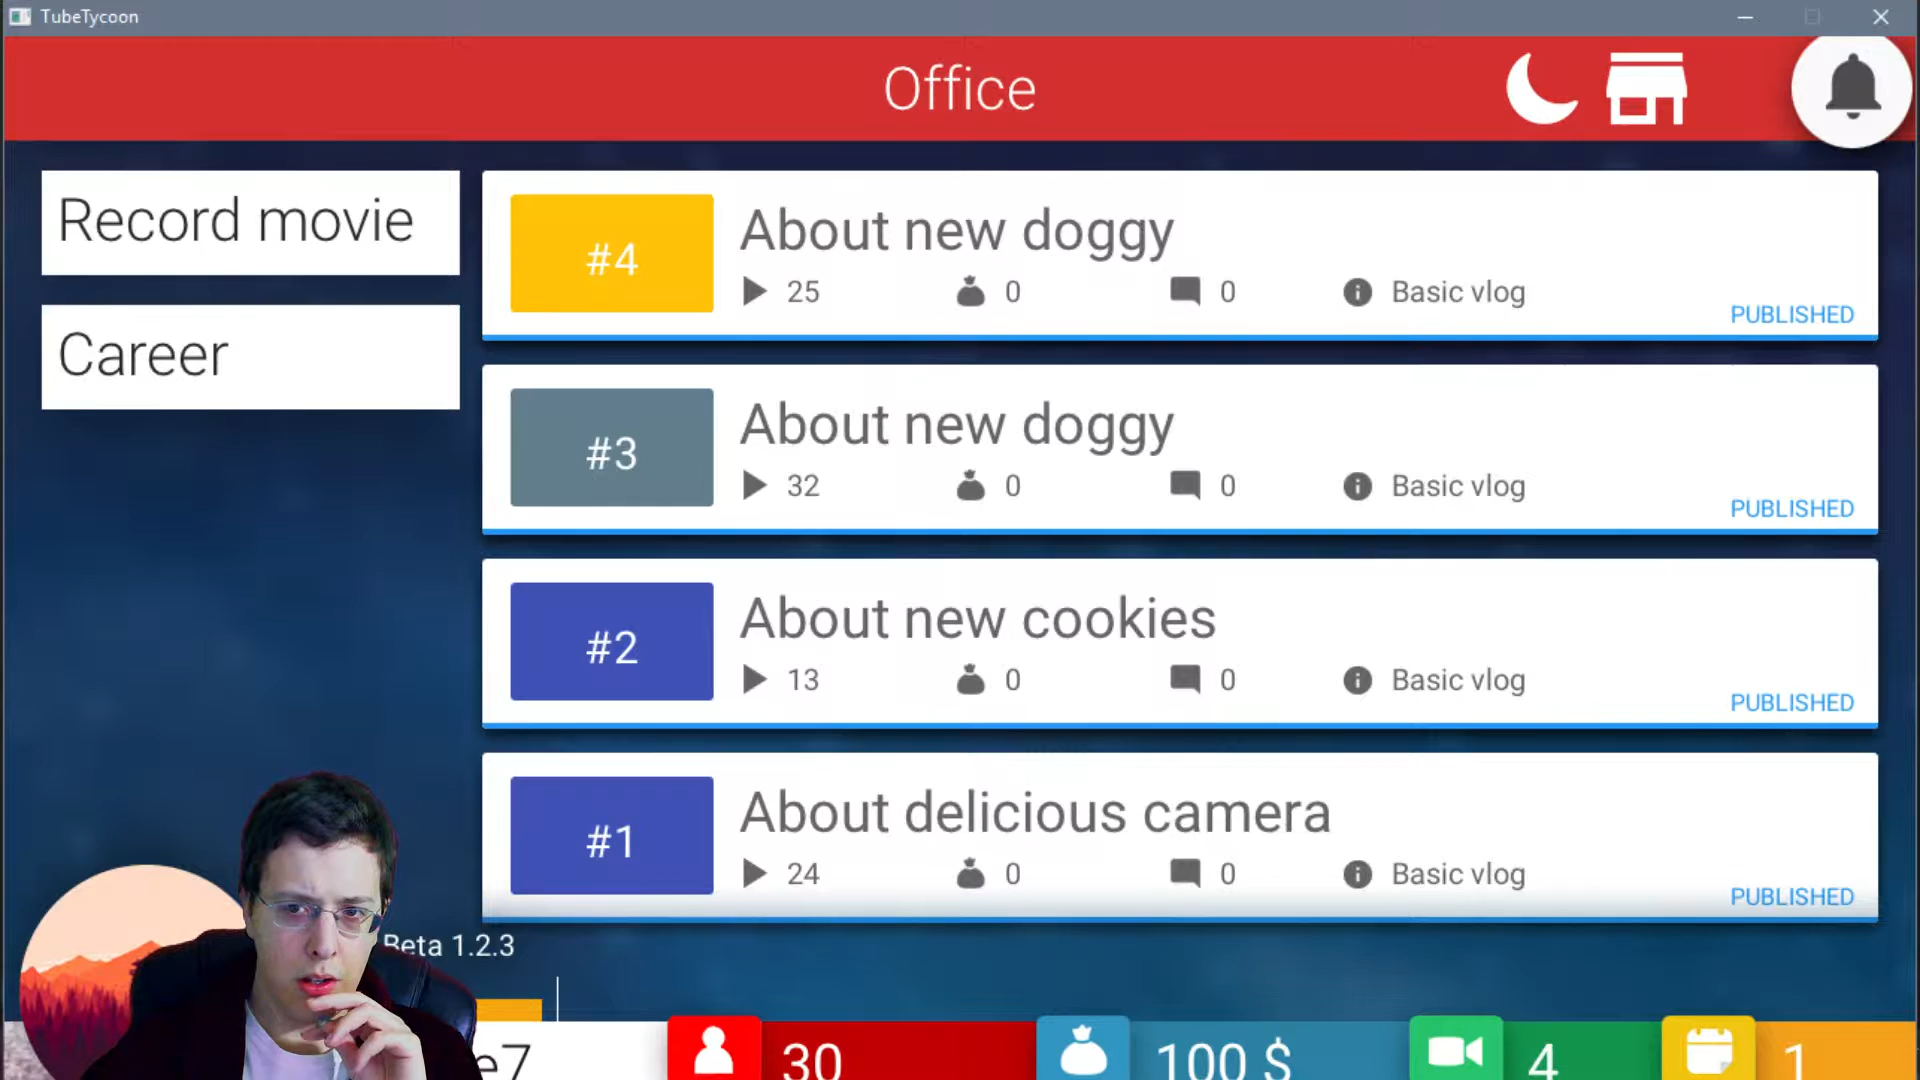 TubeTycoon
Office
Record movie
Career
#4
About new doggy
25 0 0 Basic vlog
PUBLISHED
#3
About new doggy
32 0 0 Basic vlog
PUBLISHED
#2
About new cookies
13 0 0 Basic vlog
PUBLISHED
#1
About delicious camera
24 0 0 Basic vlog
PUBLISHED
Beta 1.2.3
e7
30
100 $
4
1